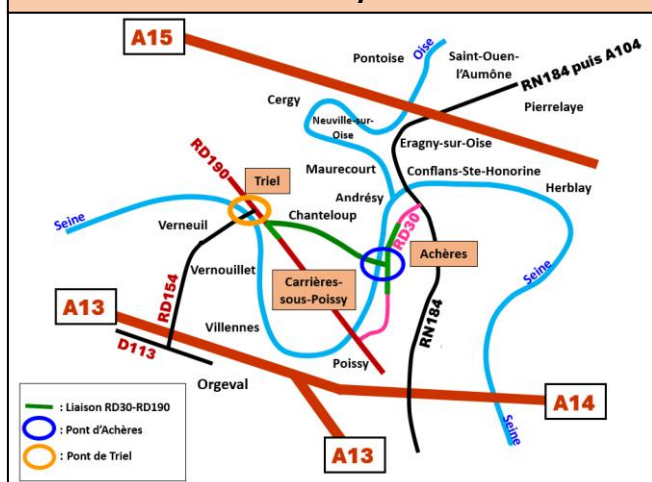 A15
Pontoise
Oise
Saint-Ouen-
l'Aumône
RN184 puis A104
Pierrelaye
Cergy
Neuville-sur-
Oise
Eragny-sur-Oise
RD190
Maurecourt
Conflans-Ste-Honorine
Triel
Andrésy
Herblay
Chanteloup
RD30
Seine
Verneuil
Achères
Vernouillet
Carrières-
sous-Poissy
Seine
RD154
A13
Villennes
RN184
D113
Poissy
Orgeval
A14
: Liaison RD30-RD190
: Pont d'Achères
: Pont de Triel
Seine
A13